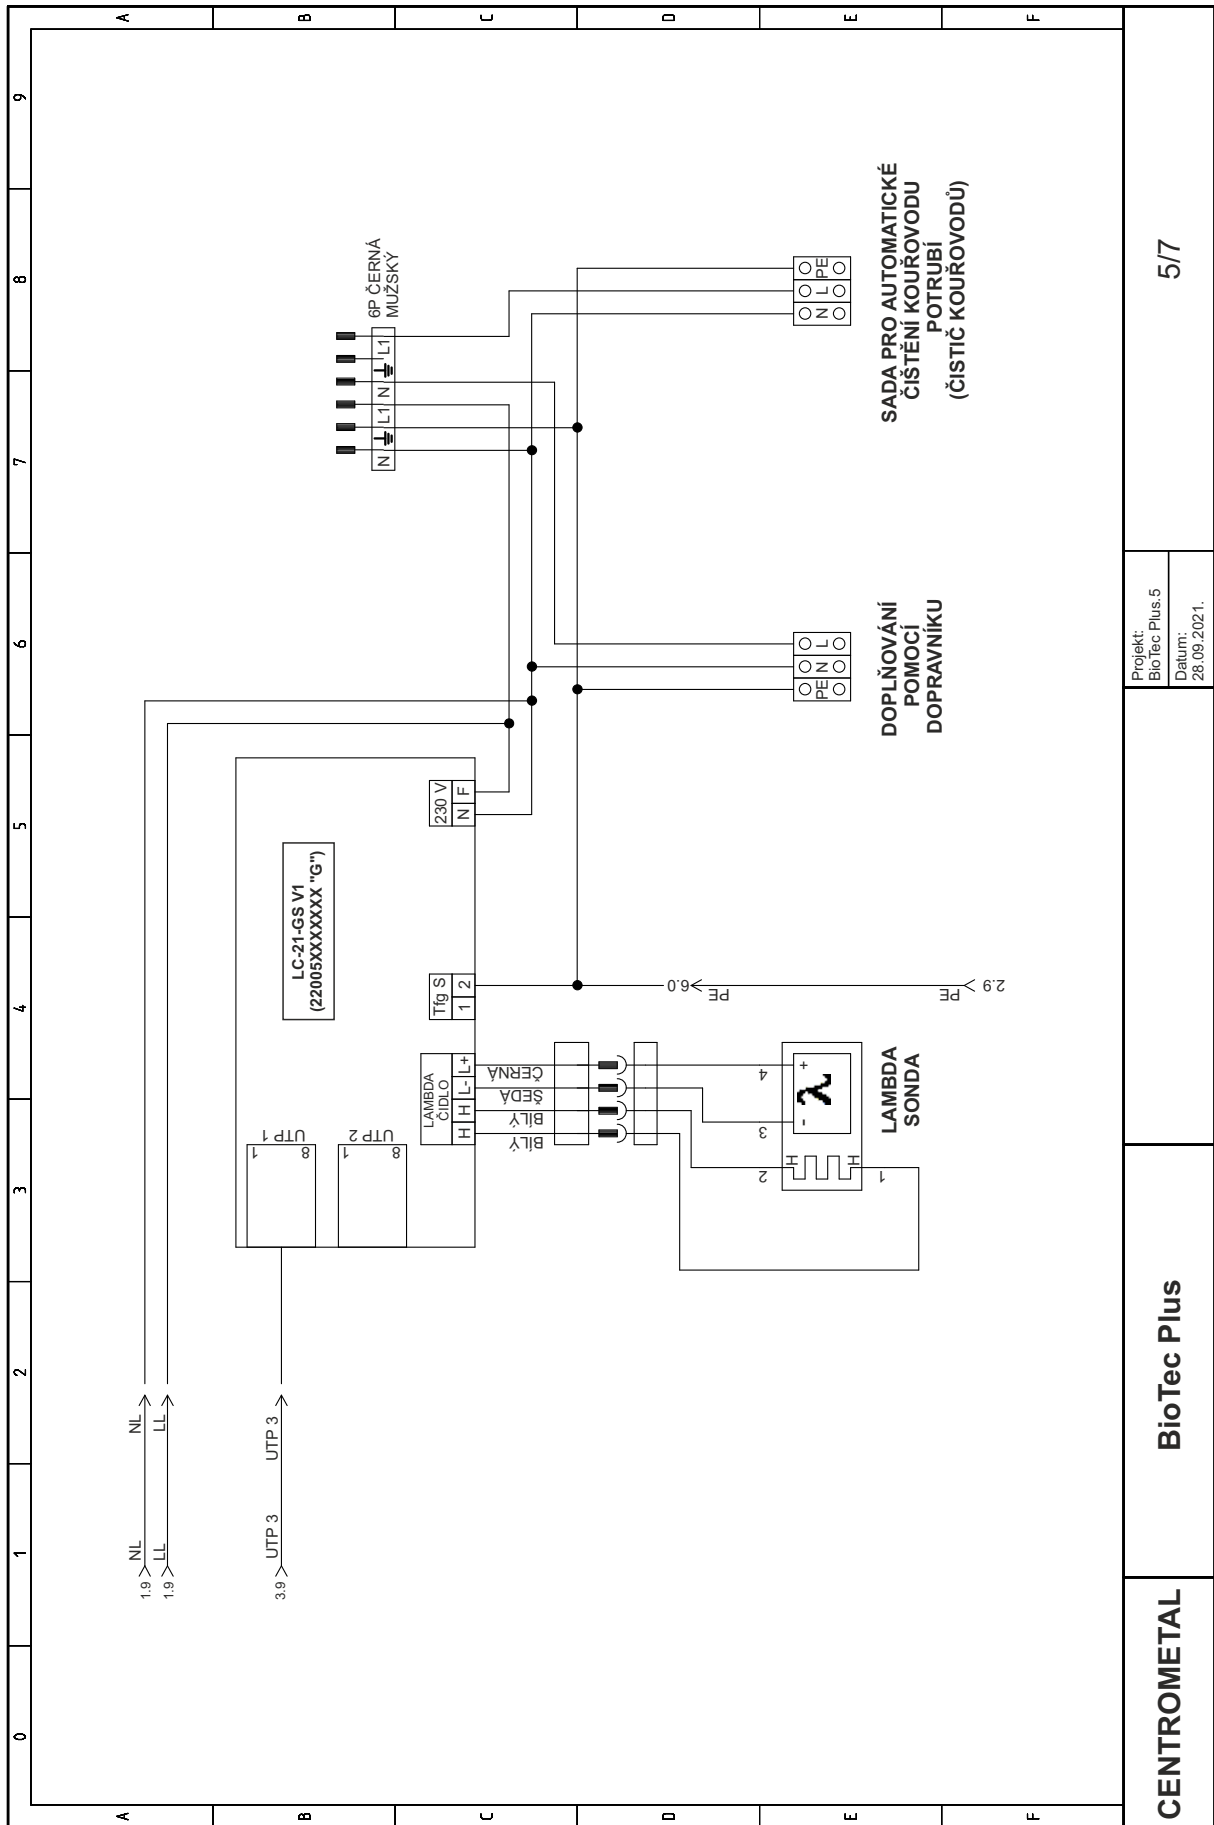 0 1 2 3 4 5 6 7 8 9
A
B
C
D
E
F
A
B
C
D
E
F
1.9 NL NL
1.9 LL LL
3.9 UTP 3 UTP 3
LC-21-GS V1
(22005XXXXXXX "G")
1
8
UTP 1
1
8
UTP 2
LAMBDA
ČIDLO
H H L- L+
Tfg S
1 2
230 V
N F
BÍLÝ
BÍLÝ
ŠEDÁ
ČERNÁ
6P ČERNÁ
MUŽSKÝ
N L1 N L1
6.0
PE
PE
2.9
1
2
3
4
H
H
-
+
λ
LAMBDA
SONDA
PE N L
DOPLŇOVÁNÍ
POMOCÍ
DOPRAVNÍKU
N L PE
SADA PRO AUTOMATICKÉ
ČIŠTĚNÍ KOUŘOVODU
POTRUBÍ
(ČISTIČ KOUŘOVODŮ)
CENTROMETAL
BioTec Plus
Projekt:
BioTec Plus.5
Datum:
28.09.2021.
5/7